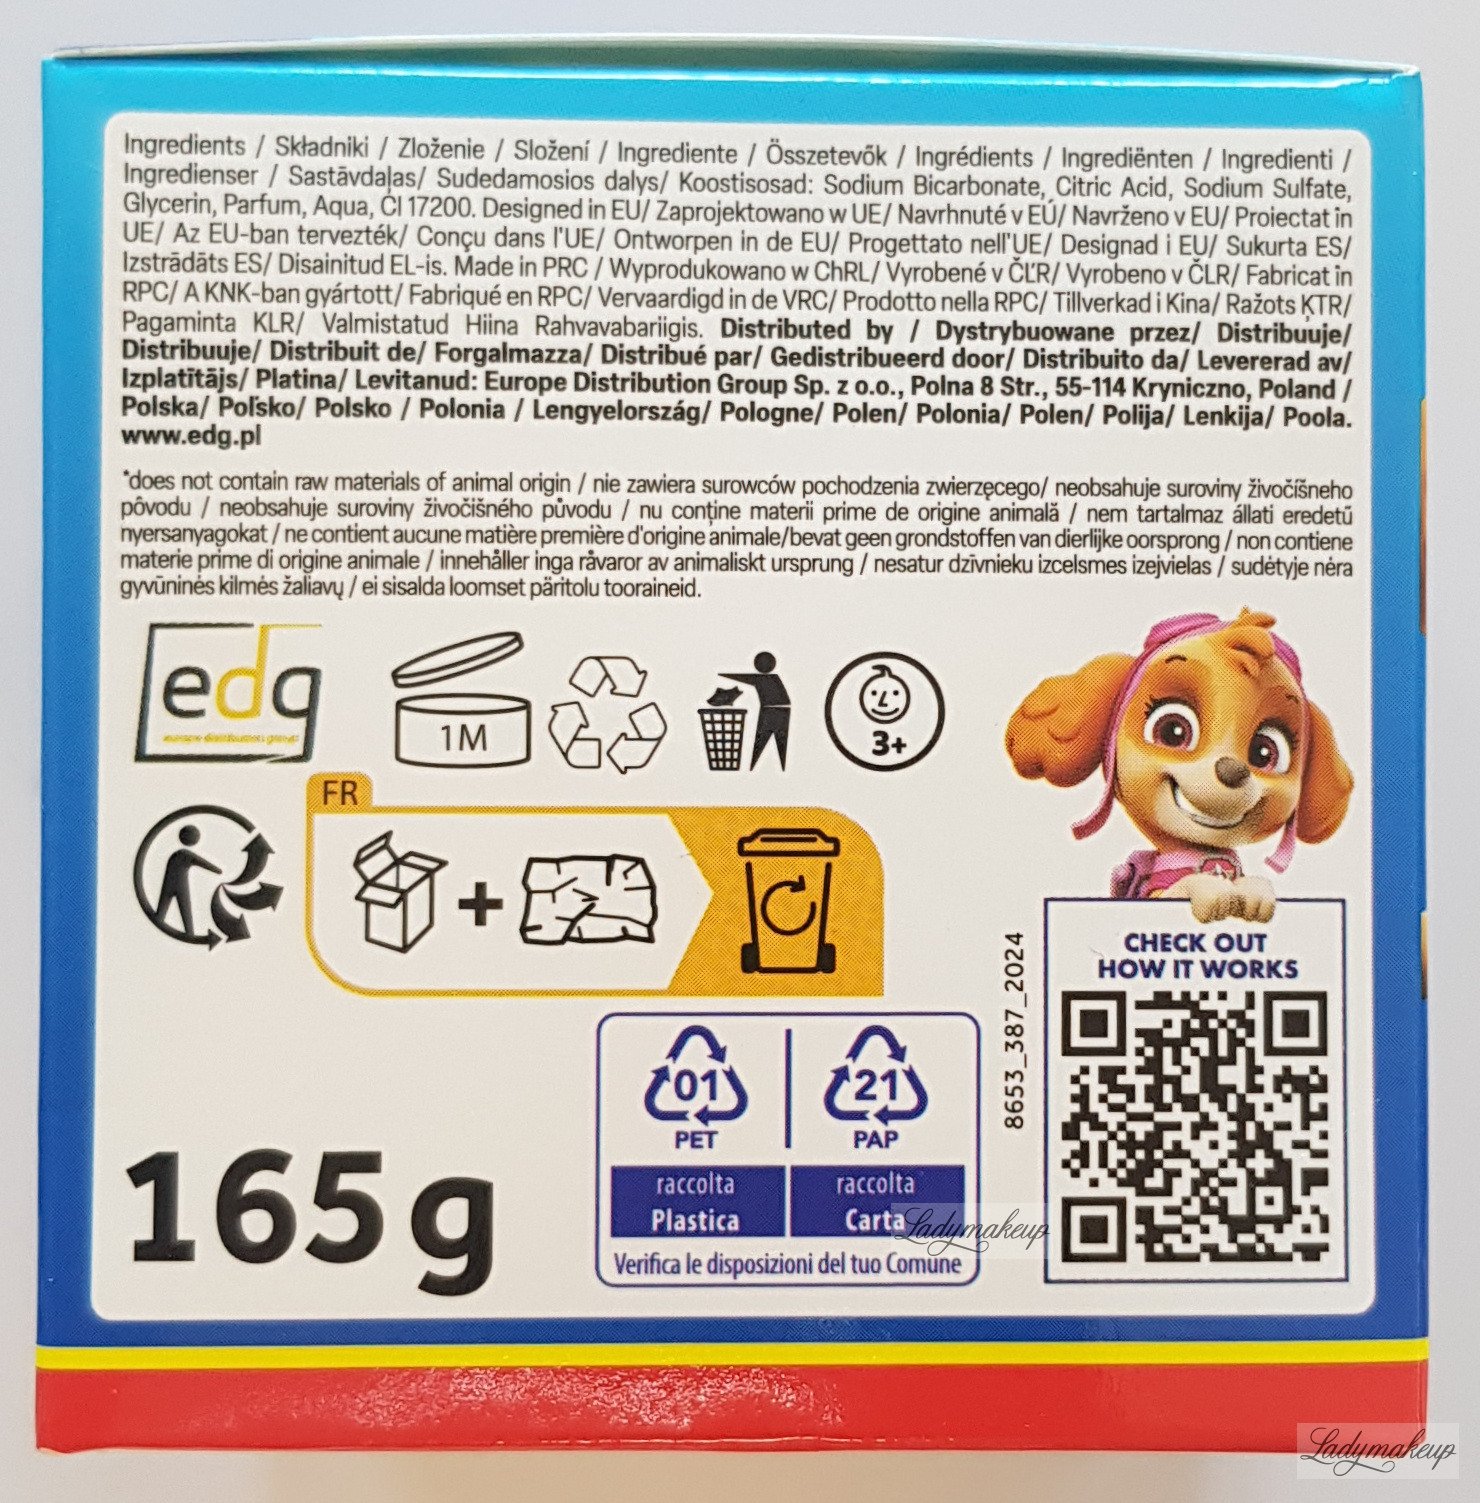 Ingredients / Składniki / Zloženie / Složení / Ingrediente / Összetevők / Ingrédients / Ingrediënten / Ingredienti /
Ingredienser / Sastāvdaļas/ Sudedamosios dalys/ Koostisosad: Sodium Bicarbonate, Citric Acid, Sodium Sulfate,
Glycerin, Parfum, Aqua, CI 17200. Designed in EU/ Zaprojektowano w UE/ Navrhnuté v EÚ/ Navrženo v EU/ Proiectat în
UE/ Az EU-ban tervezték/ Conçu dans l'UE/ Ontworpen in de EU/ Progettato nell'UE/ Designad i EU/ Sukurta ES/
Izstrādāts ES/ Disainitud EL-is. Made in PRC / Wyprodukowano w ChRL/ Vyrobené v ČĽR/ Vyrobeno v ČLR/ Fabricat în
RPC/ A KNK-ban gyártott/ Fabriqué en RPC/ Vervaardigd in de VRC/ Prodotto nella RPC/ Tillverkad i Kina/ Ražots ĶTR/
Pagaminta KLR/ Valmistatud Hiina Rahvavabariigis. Distributed by / Dystrybuowane przez/ Distribuuje/
Distribuuje/ Distribuit de/ Forgalmazza/ Distribué par/ Gedistribueerd door/ Distribuito da/ Levererad av/
Izplatītājs/ Platina/ Levitanud: Europe Distribution Group Sp. z o.o., Polna 8 Str., 55-114 Kryniczno, Poland /
Polska/ Poľsko/ Polsko / Polonia / Lengyelország/ Pologne/ Polen/ Polonia/ Polen/ Polija/ Lenkija/ Poola.
www.edg.pl
*does not contain raw materials of animal origin / nie zawiera surowców pochodzenia zwierzęcego/ neobsahuje suroviny živočíšneho
pôvodu / neobsahuje suroviny živočišného původu / nu conține materii prime de origine animală / nem tartalmaz állati eredetű
nyersanyagokat / ne contient aucune matière première d'origine animale/bevat geen grondstoffen van dierlijke oorsprong / non contiene
materie prime di origine animale / innehåller inga råvaror av animaliskt ursprung / nesatur dzīvnieku izcelsmes izejvielas / sudėtyje nėra
gyvūninės kilmės žaliavų / ei sisalda loomset päritolu tooraineid.
edg
europe distribution group
1M
3+
FR
CHECK OUT
HOW IT WORKS
8653_387_2024
01
PET
21
PAP
raccolta
Plastica
raccolta
Carta
Verifica le disposizioni del tuo Comune
165g
Ladymakeup
Ladymakeup